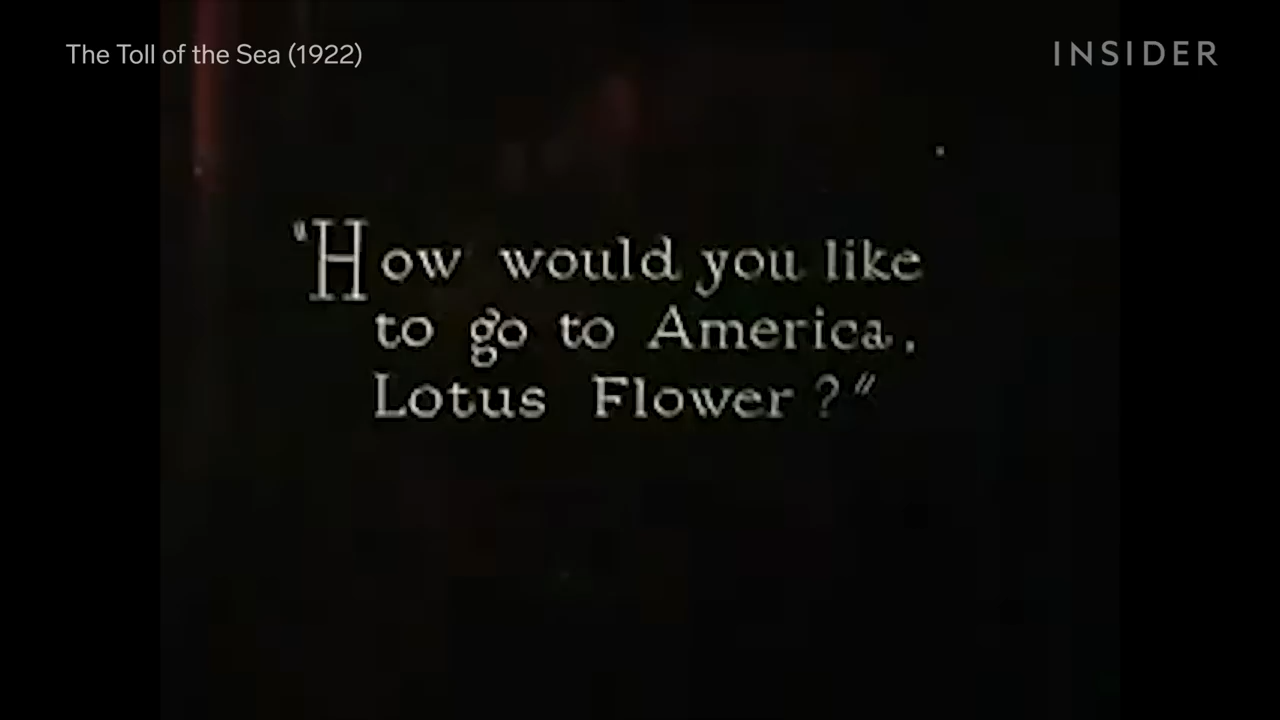 The Toll of the Sea (1922)
INSIDER
"How would you like
to go to America,
Lotus Flower?"